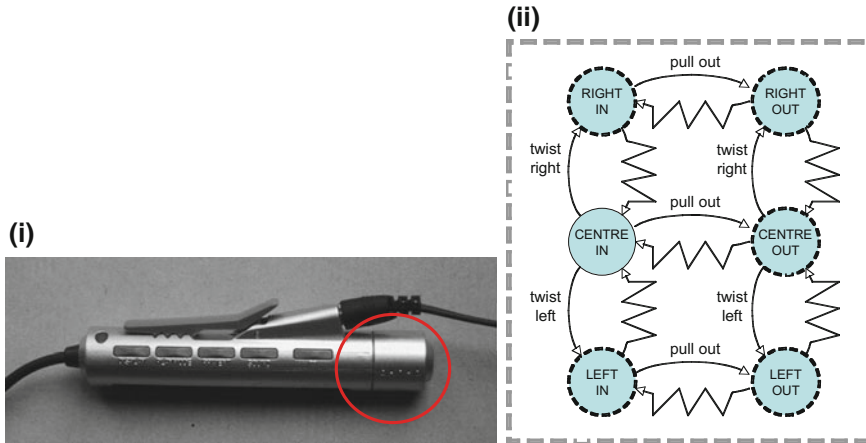 (i)
(ii)
pull out
RIGHT
IN
RIGHT
OUT
twist
right
twist
right
pull out
CENTRE
IN
CENTRE
OUT
twist
left
twist
left
pull out
LEFT
IN
LEFT
OUT